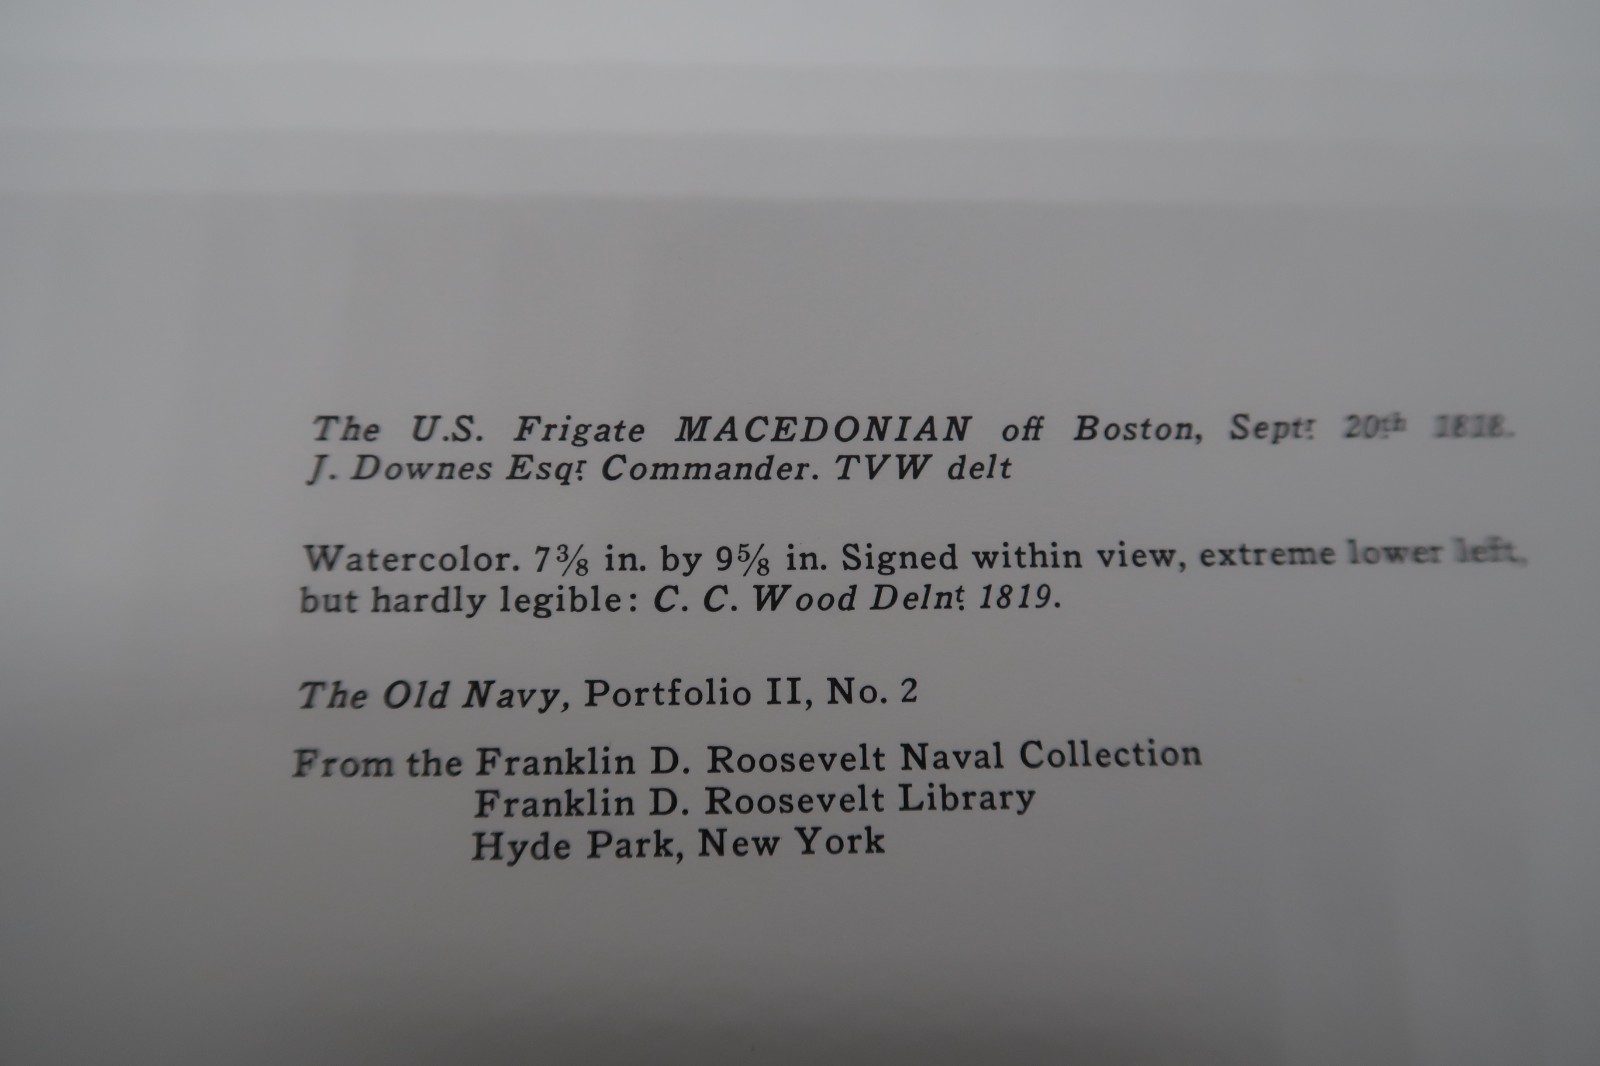 The U.S. Frigate MACEDONIAN off Boston, Septr. 20th 1818.
J. Downes Esqr. Commander. TVW delt
Watercolor. 7⅜ in. by 9⅝ in. Signed within view, extreme lower left,
but hardly legible: C. C. Wood Delnt. 1819.
The Old Navy, Portfolio II, No. 2
From the Franklin D. Roosevelt Naval Collection
Franklin D. Roosevelt Library
Hyde Park, New York